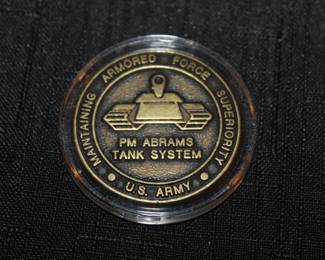 MAINTAINING ARMORED FORCE SUPERIORITY
PM ABRAMS
TANK SYSTEM
U.S. ARMY